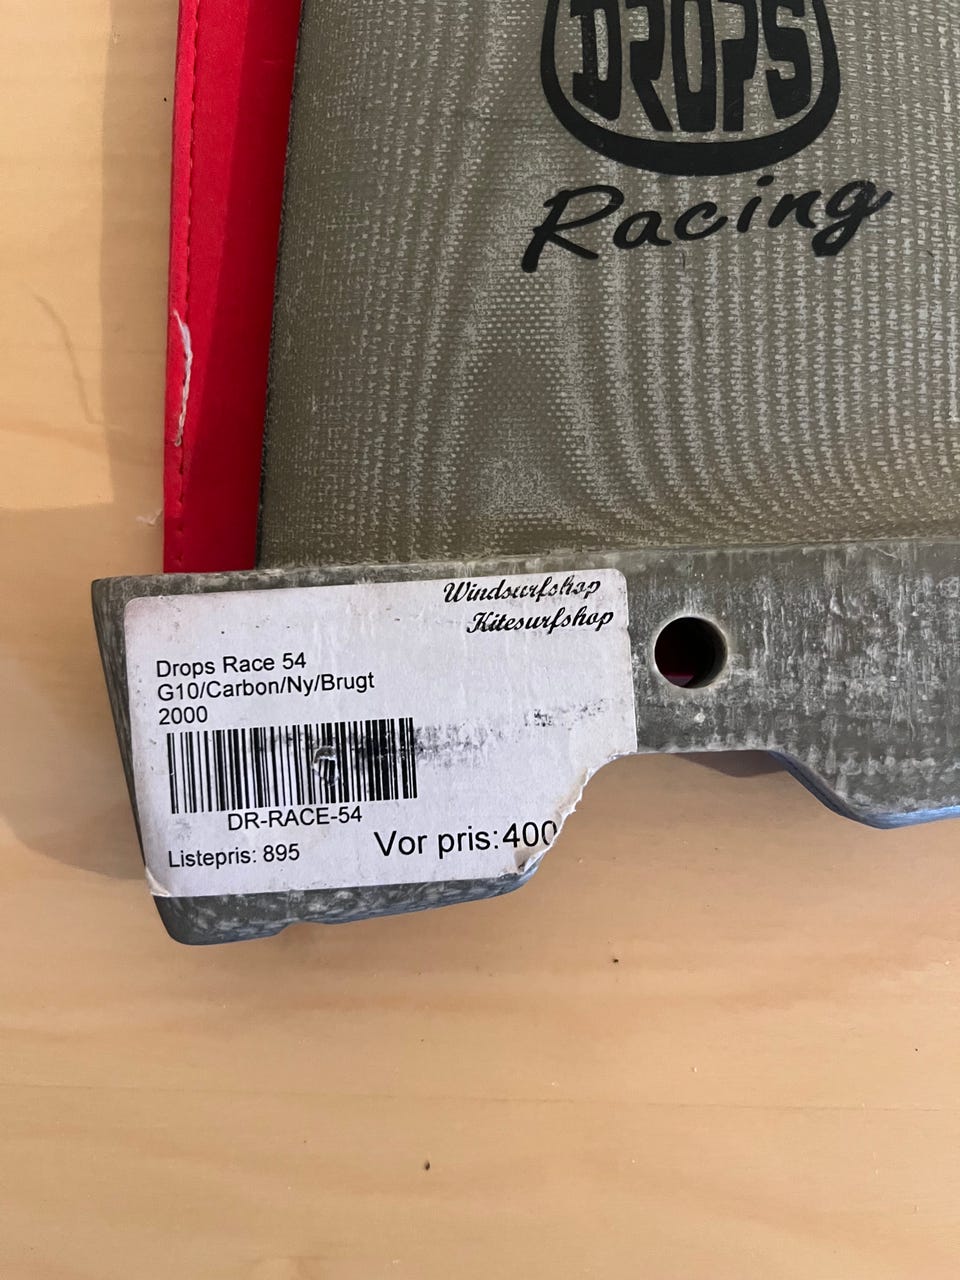 DROPS
Racing
Windsurfshop
Kitesurfshop
Drops Race 54
G10/Carbon/Ny/Brugt
2000
DR-RACE-54
Listepris: 895
Vor pris: 400